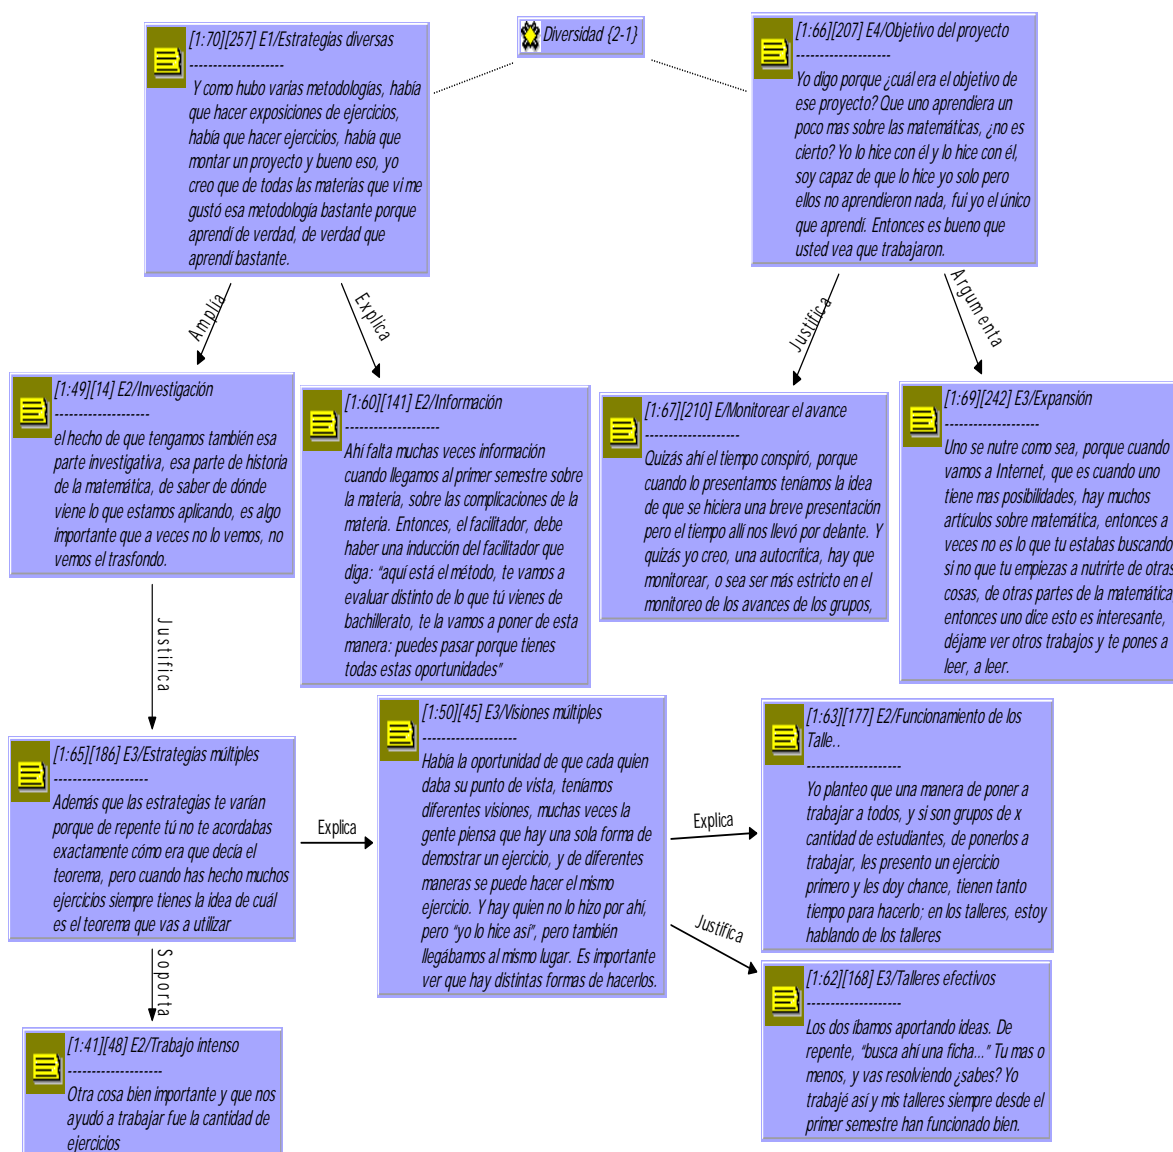 [1:70][257] E1/Estrategias diversas
--------------------
Y como hubo varias metodologías, había
que hacer exposiciones de ejercicios,
había que hacer ejercicios, había que
montar un proyecto y bueno eso, yo
creo que de todas las materias que vi me
gustó esa metodología bastante porque
aprendí de verdad, de verdad que
aprendí bastante.
Diversidad {2-1}
[1:66][207] E4/Objetivo del proyecto
--------------------
Yo digo porque ¿cuál era el objetivo de
ese proyecto? Que uno aprendiera un
poco mas sobre las matemáticas, ¿no es
cierto? Yo lo hice con él y lo hice con él,
soy capaz de que lo hice yo solo pero
ellos no aprendieron nada, fui yo el único
que aprendí. Entonces es bueno que
usted vea que trabajaron.
Amplía
Explica
Justifica
Argumenta
[1:49][14] E2/Investigación
--------------------
el hecho de que tengamos también esa
parte investigativa, esa parte de historia
de la matemática, de saber de dónde
viene lo que estamos aplicando, es algo
importante que a veces no lo vemos, no
vemos el trasfondo.
[1:60][141] E2/Información
--------------------
Ahí falta muchas veces información
cuando llegamos al primer semestre sobre
la materia, sobre las complicaciones de la
materia. Entonces, el facilitador, debe
haber una inducción del facilitador que
diga: “aquí está el método, te vamos a
evaluar distinto de lo que tú vienes de
bachillerato, te la vamos a poner de esta
manera: puedes pasar porque tienes
todas estas oportunidades”
[1:67][210] E/Monitorear el avance
--------------------
Quizás ahí el tiempo conspiró, porque
cuando lo presentamos teníamos la idea
de que se hiciera una breve presentación
pero el tiempo allí nos llevó por delante. Y
quizás yo creo, una autocrítica, hay que
monitorear, o sea ser más estricto en el
monitoreo de los avances de los grupos,
[1:69][242] E3/Expansión
--------------------
Uno se nutre como sea, porque cuando
vamos a Internet, que es cuando uno
tiene mas posibilidades, hay muchos
artículos sobre matemática, entonces a
veces no es lo que tu estabas buscando
si no que tu empiezas a nutrirte de otras
cosas, de otras partes de la matemática
entonces uno dice esto es interesante,
déjame ver otros trabajos y te pones a
leer, a leer.
Justifica
[1:65][186] E3/Estrategias múltiples
--------------------
Además que las estrategias te varían
porque de repente tú no te acordabas
exactamente cómo era que decía el
teorema, pero cuando has hecho muchos
ejercicios siempre tienes la idea de cuál
es el teorema que vas a utilizar
Explica
[1:50][45] E3/Visiones múltiples
--------------------
Había la oportunidad de que cada quien
daba su punto de vista, teníamos
diferentes visiones, muchas veces la
gente piensa que hay una sola forma de
demostrar un ejercicio, y de diferentes
maneras se puede hacer el mismo
ejercicio. Y hay quien no lo hizo por ahí,
pero “yo lo hice así”, pero también
llegábamos al mismo lugar. Es importante
ver que hay distintas formas de hacerlos.
Explica
Justifica
[1:63][177] E2/Funcionamiento de los
Talle..
--------------------
Yo planteo que una manera de poner a
trabajar a todos, y si son grupos de x
cantidad de estudiantes, de ponerlos a
trabajar, les presento un ejercicio
primero y les doy chance, tienen tanto
tiempo para hacerlo; en los talleres, estoy
hablando de los talleres
[1:62][168] E3/Talleres efectivos
--------------------
Los dos íbamos aportando ideas. De
repente, “busca ahí una ficha...” Tu mas o
menos, y vas resolviendo ¿sabes? Yo
trabajé así y mis talleres siempre desde el
primer semestre han funcionado bien.
Soporta
[1:41][48] E2/Trabajo intenso
--------------------
Otra cosa bien importante y que nos
ayudó a trabajar fue la cantidad de
ejercicios